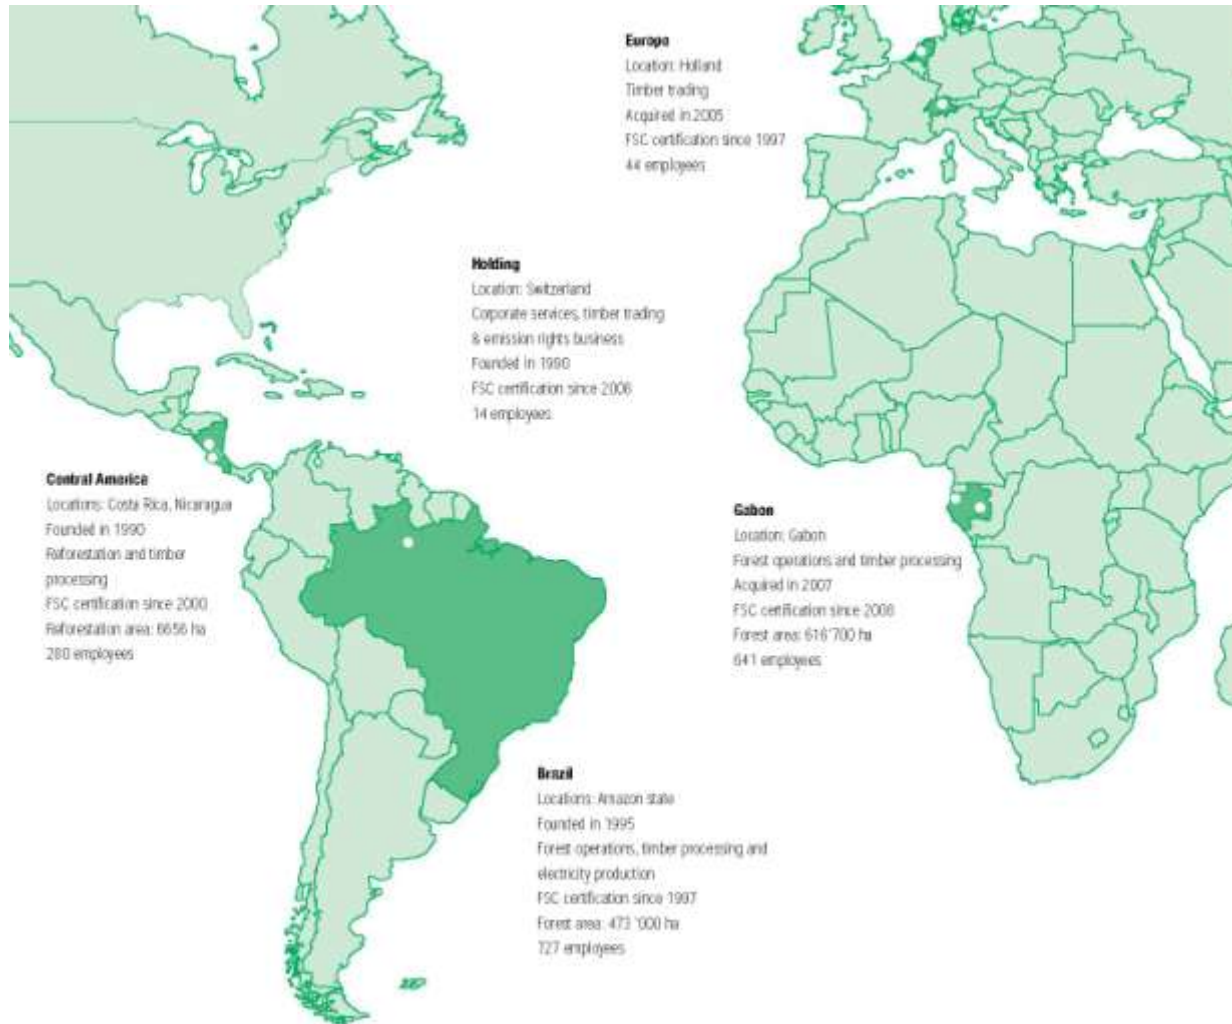 Europe
Location: Holland
Timber trading
Acquired in 2005
FSC certification since 1997
44 employees
Holding
Location: Switzerland
Corporate services, timber trading
& emission rights business
Founded in 1990
FSC certification since 2006
14 employees
Central America
Locations: Costa Rica, Nicaragua
Founded in 1990
Reforestation and timber
processing
FSC certification since 2000
Reforestation area: 6656 ha
280 employees
Gabon
Location: Gabon
Forest operations and timber processing
Acquired in 2007
FSC certification since 2008
Forest area: 616'700 ha
641 employees
Brazil
Locations: Amazon state
Founded in 1995
Forest operations, timber processing and
electricity production
FSC certification since 1997
Forest area: 473 '000 ha
727 employees